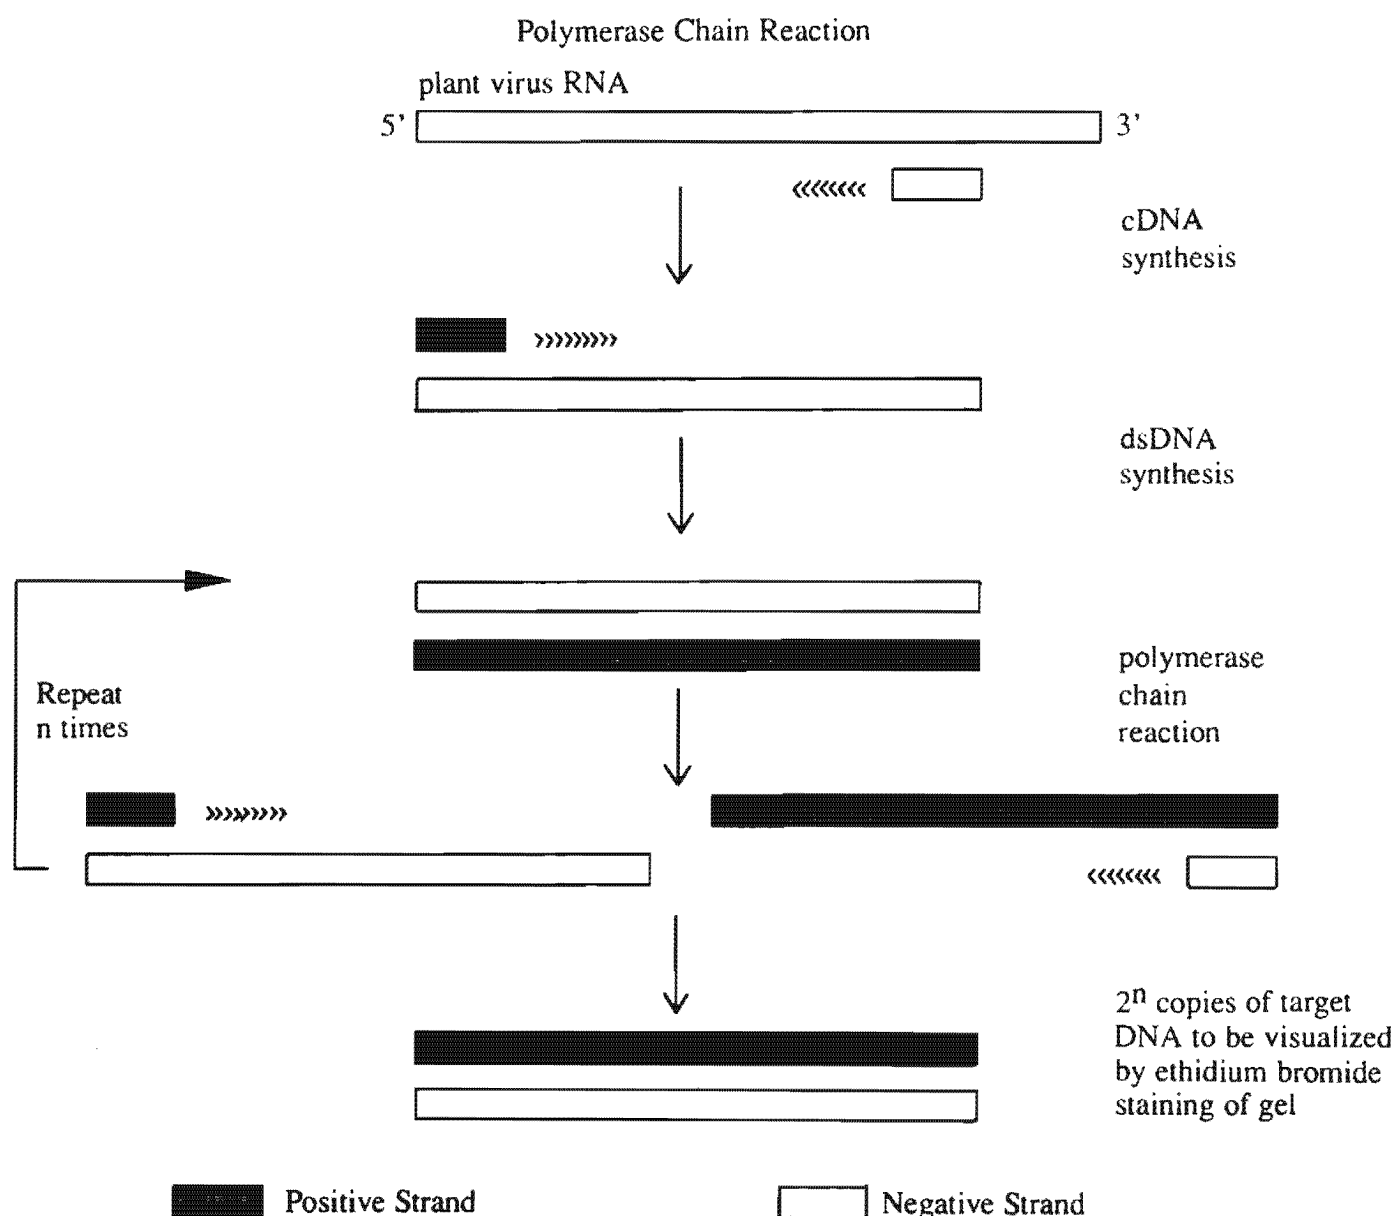 Polymerase Chain Reaction
plant virus RNA
5' 3'
cDNA
synthesis
dsDNA
synthesis
Repeat
n times
polymerase
chain
reaction
2ⁿ copies of target
DNA to be visualized
by ethidium bromide
staining of gel
Positive Strand
Negative Strand